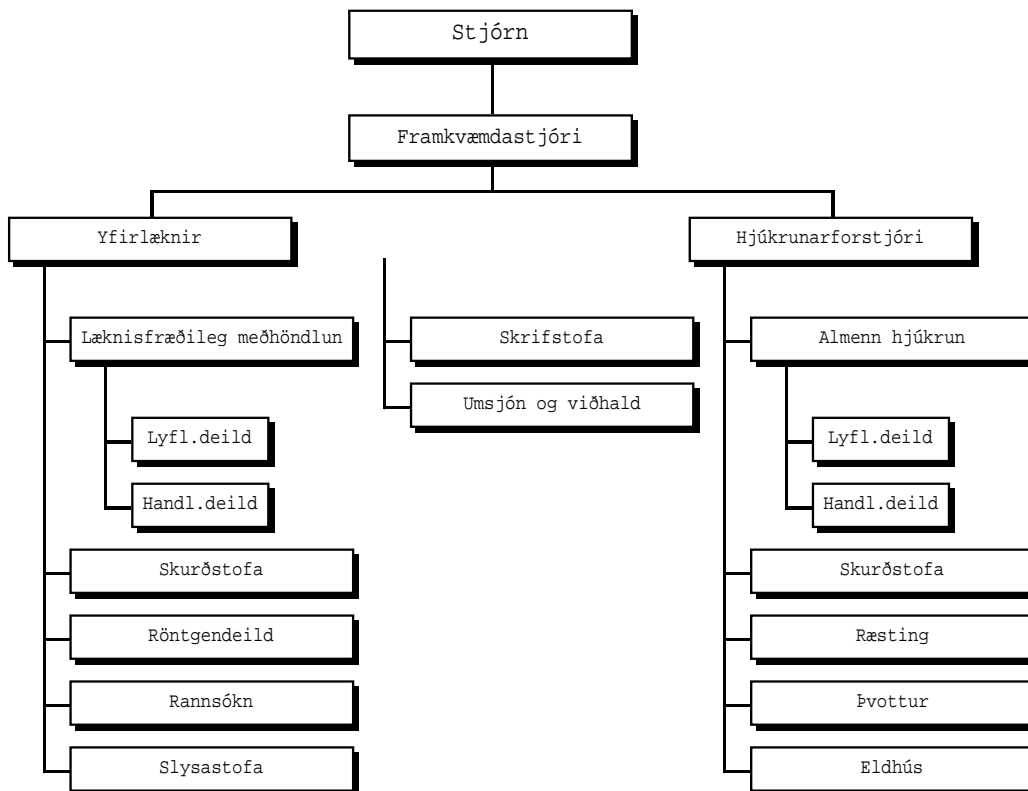 Stjórn
Framkvæmdastjóri
Yfirlæknir
Hjúkrunarforstjóri
Læknisfræðileg meðhöndlun
Skrifstofa
Almenn hjúkrun
Umsjón og viðhald
Lyfl.deild
Lyfl.deild
Handl.deild
Handl.deild
Skurðstofa
Skurðstofa
Röntgendeild
Ræsting
Rannsókn
Þvottur
Slysastofa
Eldhús